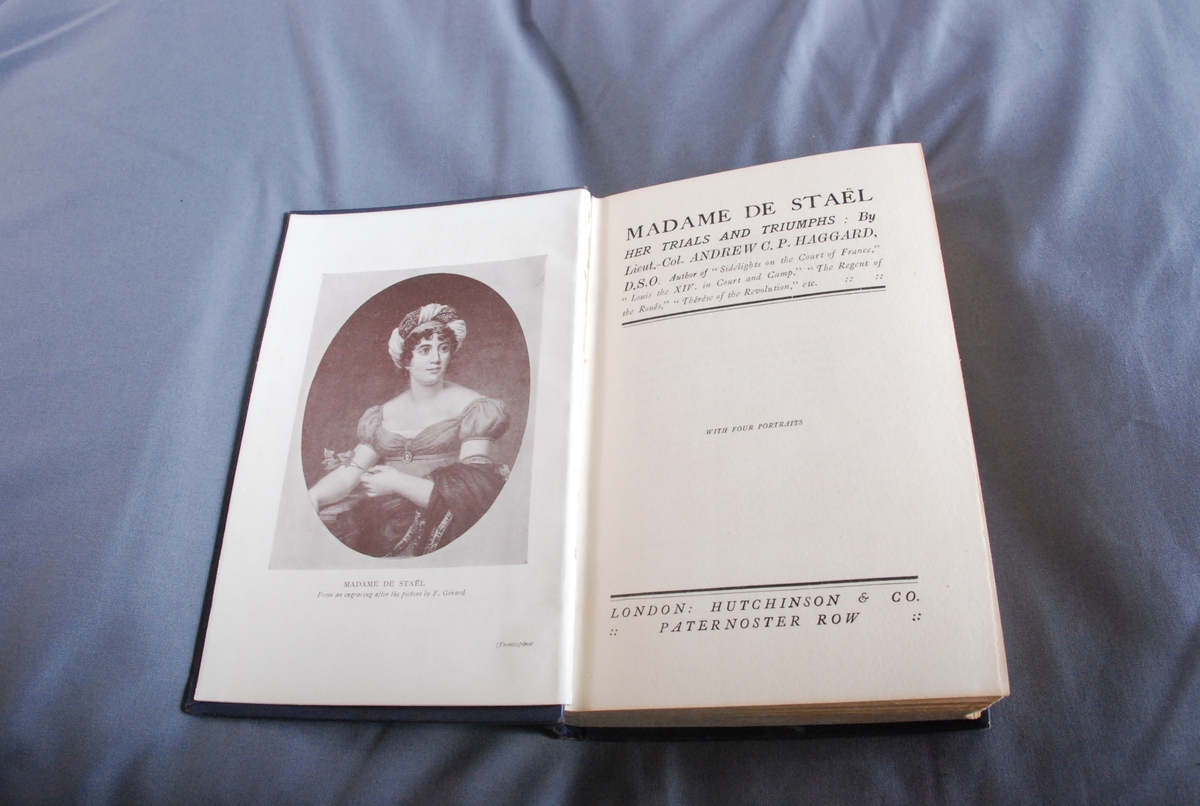 MADAME DE STAËL
From an engraving after the picture by F. Gérard
[Frontispiece
MADAME DE STAËL
HER TRIALS AND TRIUMPHS : By
Lieut.-Col. ANDREW C. P. HAGGARD,
D.S.O. Author of "Sidelights on the Court of France,"
"Louis the XIV. in Court and Camp," "The Regent of
the Roués," "Thérèse of the Revolution," etc. :: ::
WITH FOUR PORTRAITS
LONDON: HUTCHINSON & CO.
:: PATERNOSTER ROW ::